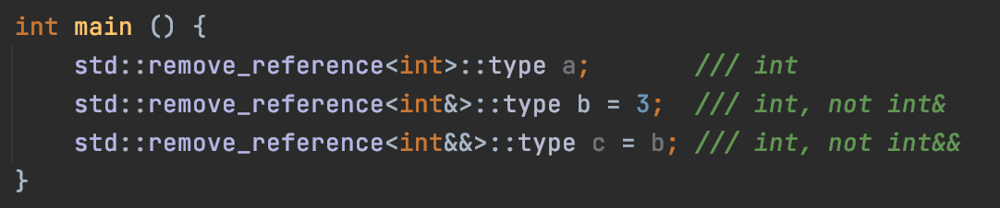 int main () {
    std::remove_reference<int>::type a;       /// int
    std::remove_reference<int&>::type b = 3;  /// int, not int&
    std::remove_reference<int&&>::type c = b; /// int, not int&&
}